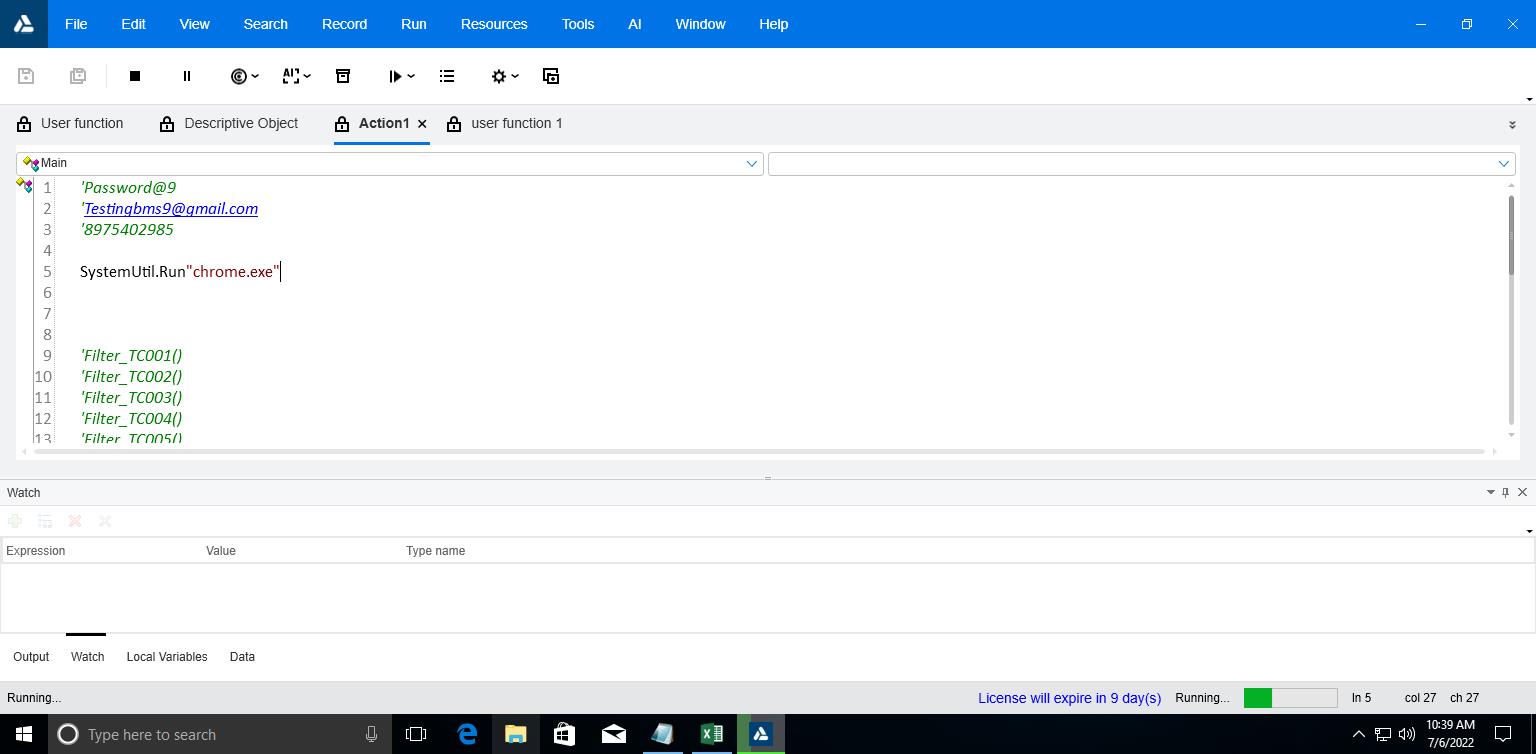 File Edit View Search Record Run Resources Tools AI Window Help
User function Descriptive Object Action1 user function 1
Main
1 'Password@9
2 'Testingbms9@gmail.com
3 '8975402985
4
5 SystemUtil.Run"chrome.exe"
6
7
8
9 'Filter_TC001()
10 'Filter_TC002()
11 'Filter_TC003()
12 'Filter_TC004()
13 'Filter_TC005()
Watch
Expression Value Type name
Output Watch Local Variables Data
Running... License will expire in 9 day(s) Running... ln 5 col 27 ch 27
Type here to search 10:39 AM
7/6/2022